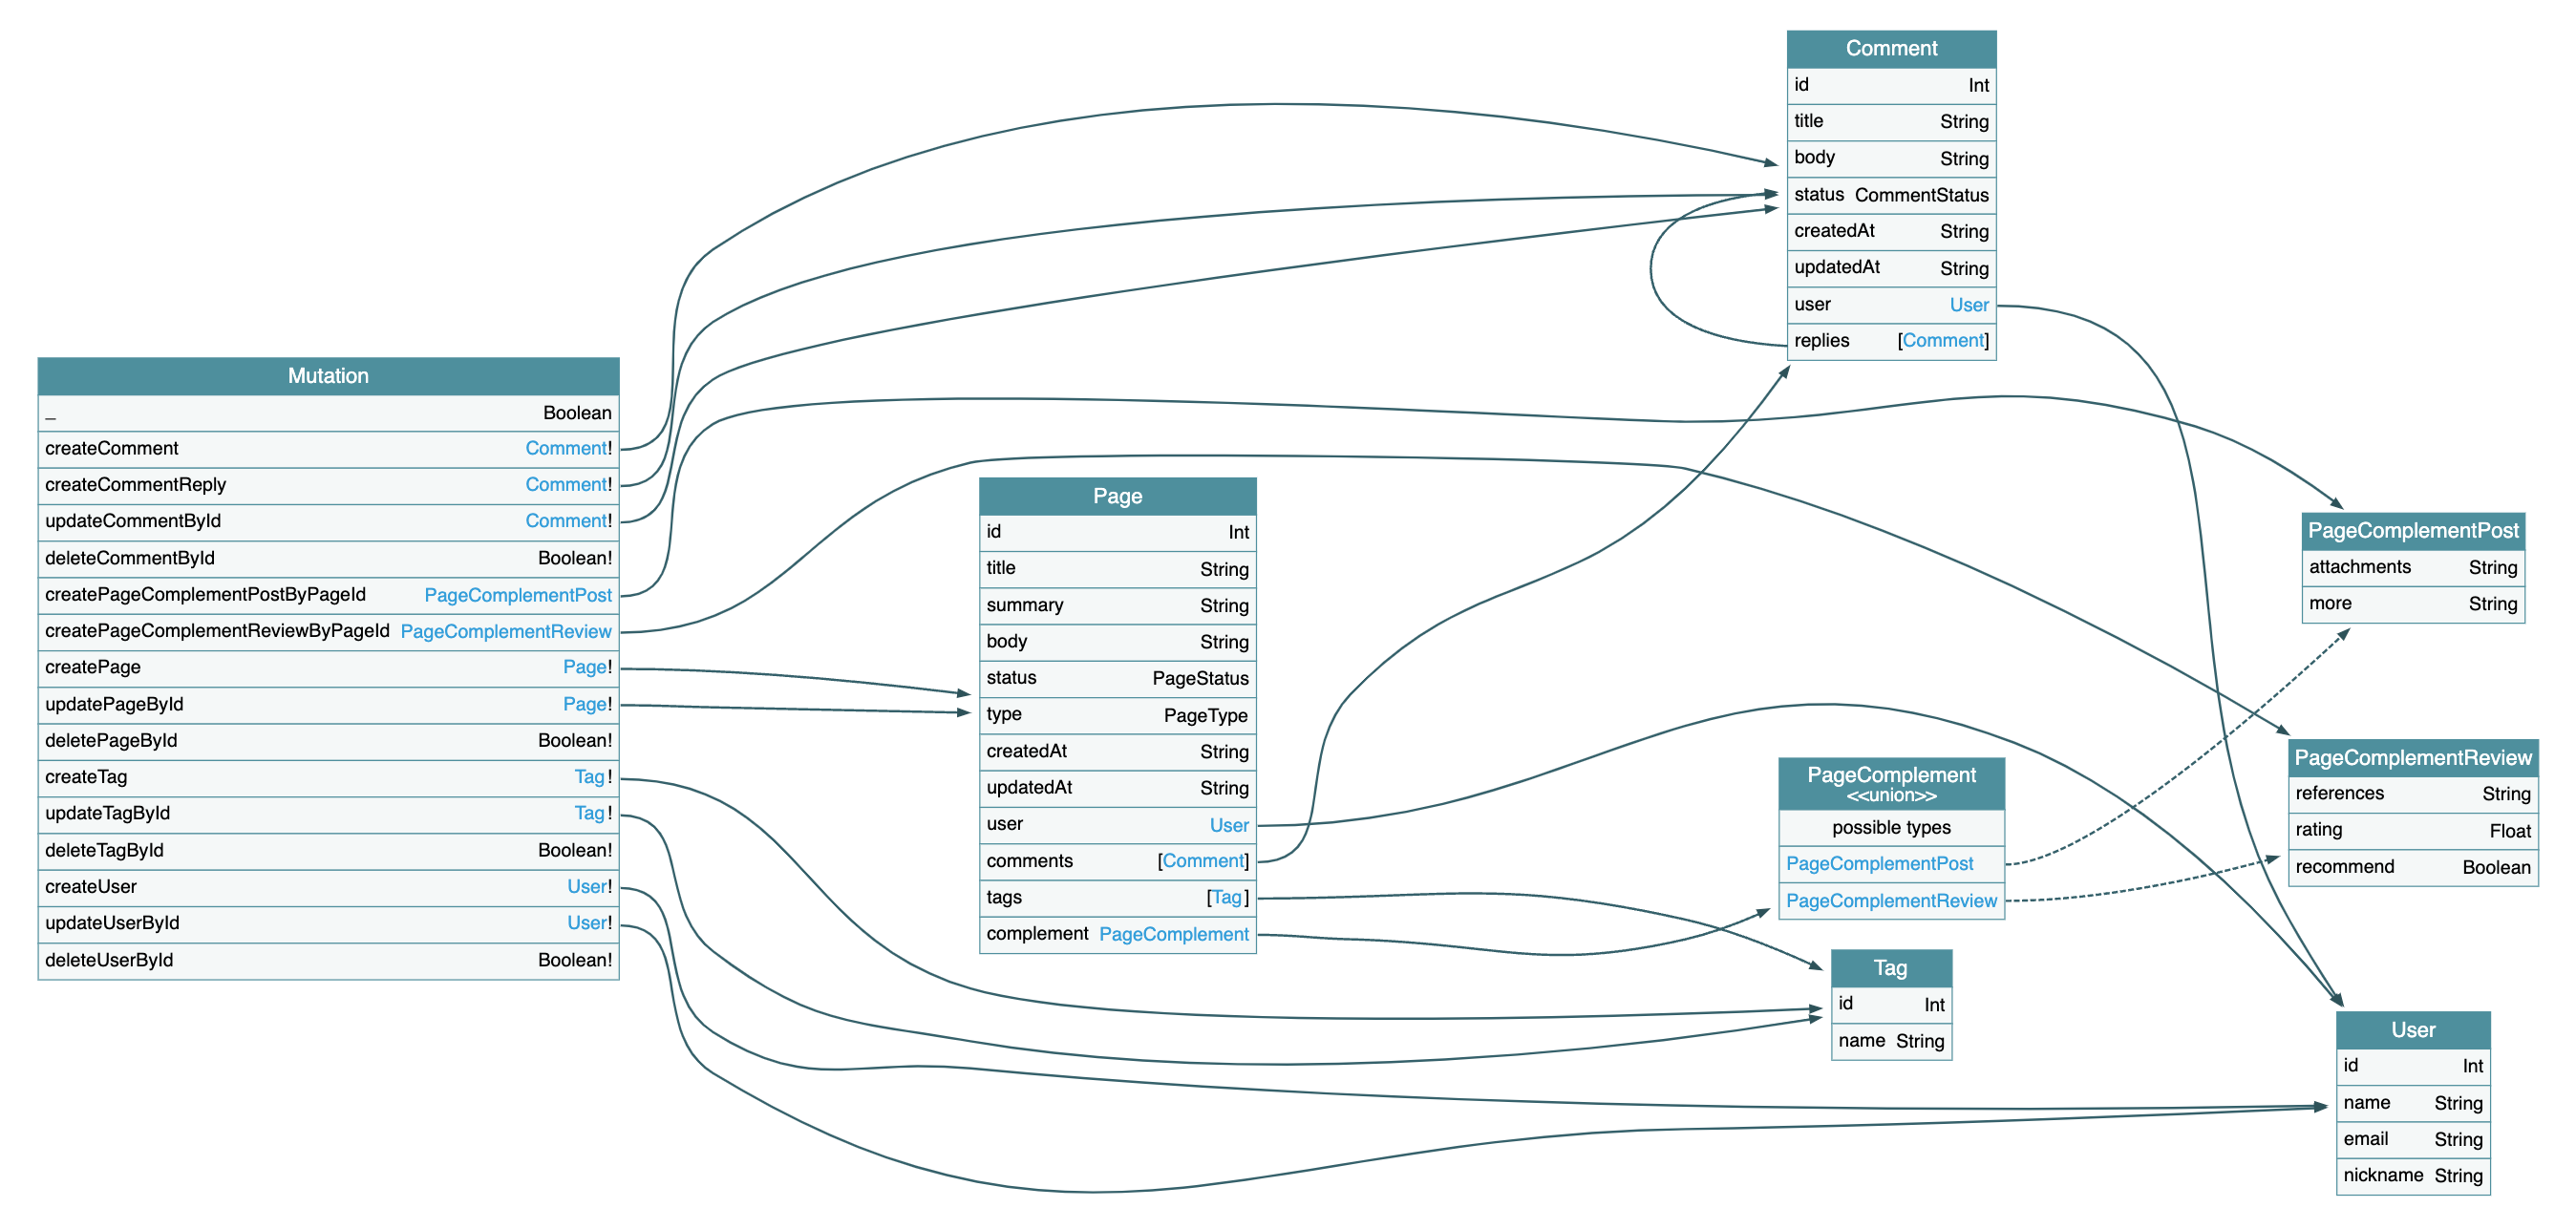 Mutation
_ Boolean
createComment Comment!
createCommentReply Comment!
updateCommentById Comment!
deleteCommentById Boolean!
createPageComplementPostByPageId PageComplementPost
createPageComplementReviewByPageId PageComplementReview
createPage Page!
updatePageById Page!
deletePageById Boolean!
createTag Tag!
updateTagById Tag!
deleteTagById Boolean!
createUser User!
updateUserById User!
deleteUserById Boolean!
Page
id Int
title String
summary String
body String
status PageStatus
type PageType
createdAt String
updatedAt String
user User
comments [Comment]
tags [Tag]
complement PageComplement
Comment
id Int
title String
body String
status CommentStatus
createdAt String
updatedAt String
user User
replies [Comment]
PageComplement
<<union>>
possible types
PageComplementPost
PageComplementReview
Tag
id Int
name String
PageComplementPost
attachments String
more String
PageComplementReview
references String
rating Float
recommend Boolean
User
id Int
name String
email String
nickname String